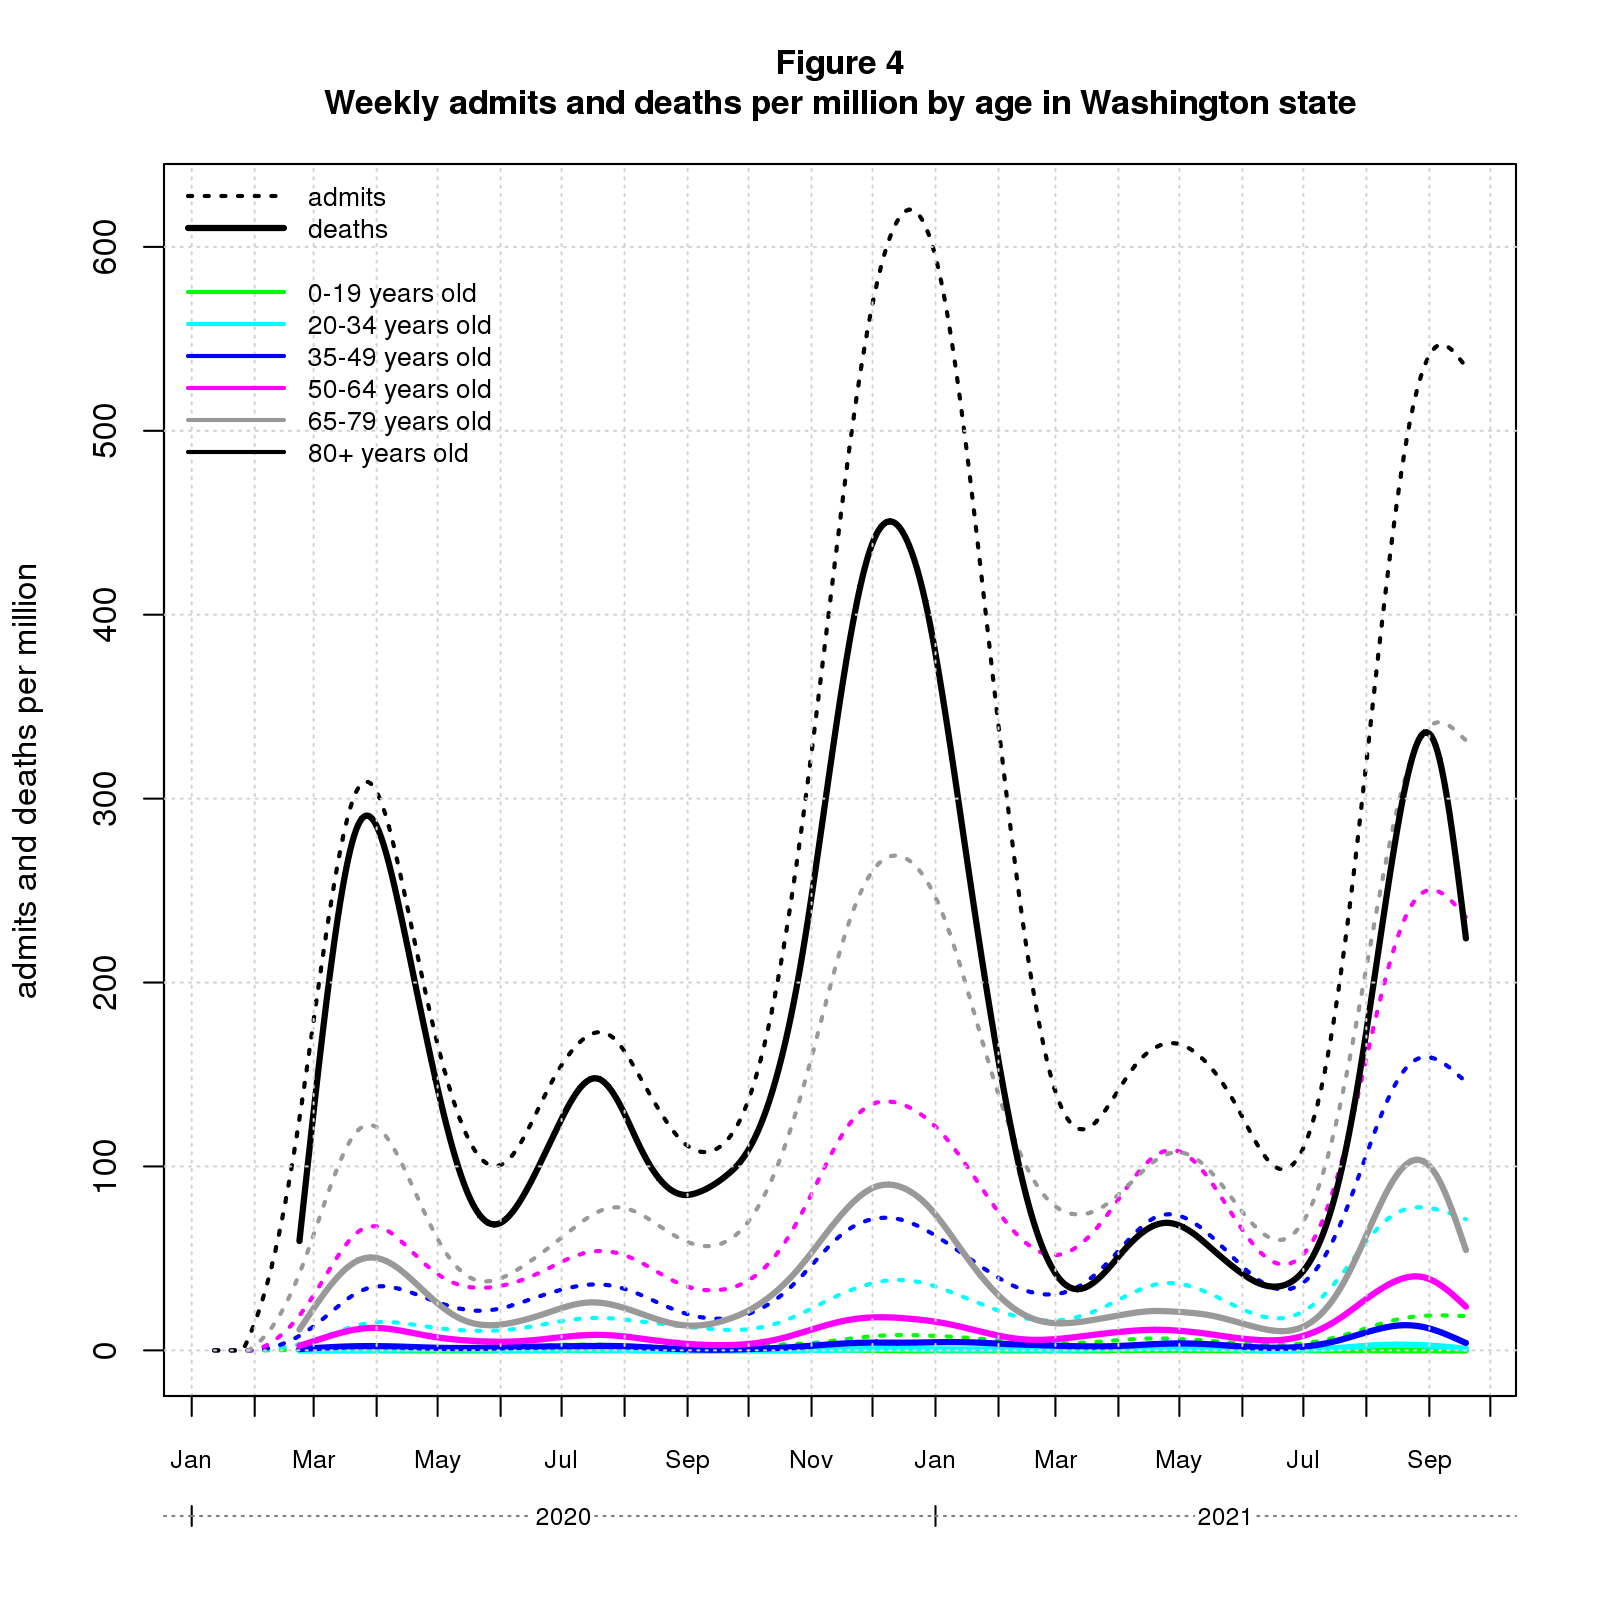 Figure 4
Weekly admits and deaths per million by age in Washington state
admits
deaths
0-19 years old
20-34 years old
35-49 years old
50-64 years old
65-79 years old
80+ years old
admits and deaths per million
600
500
400
300
200
100
0
Jan Mar May Jul Sep Nov Jan Mar May Jul Sep
2020 2021